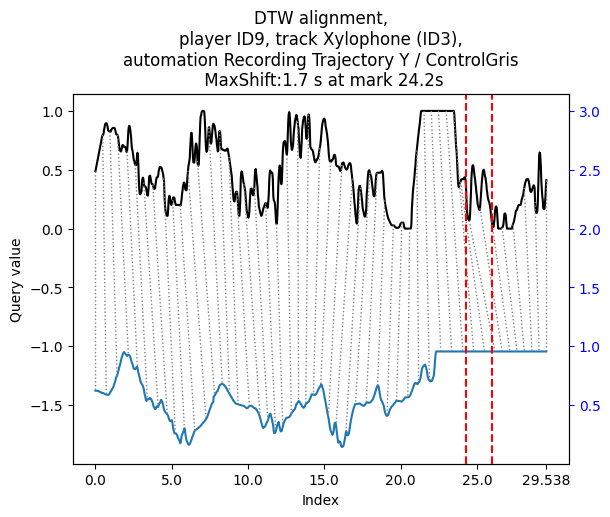 DTW alignment,
player ID9, track Xylophone (ID3),
automation Recording Trajectory Y / ControlGris
MaxShift:1.7 s at mark 24.2s
1.0
0.5
0.0
−0.5
−1.0
−1.5
Query value
3.0
2.5
2.0
1.5
1.0
0.5
0.0 5.0 10.0 15.0 20.0 25.0 29.538
Index